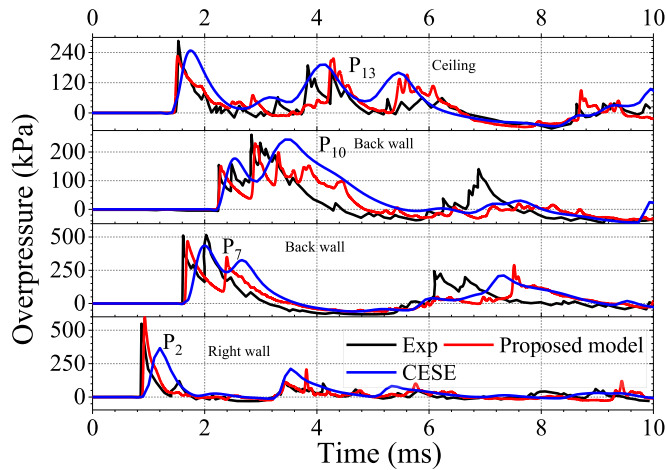 0 2 4 6 8 10
Overpressure (kPa)
240
120
0
P13
Ceiling
200
100
0
P10
Back wall
500
250
0
P7
Back wall
500
250
0
P2
Right wall
Exp
Proposed model
CESE
0 2 4 6 8 10
Time (ms)